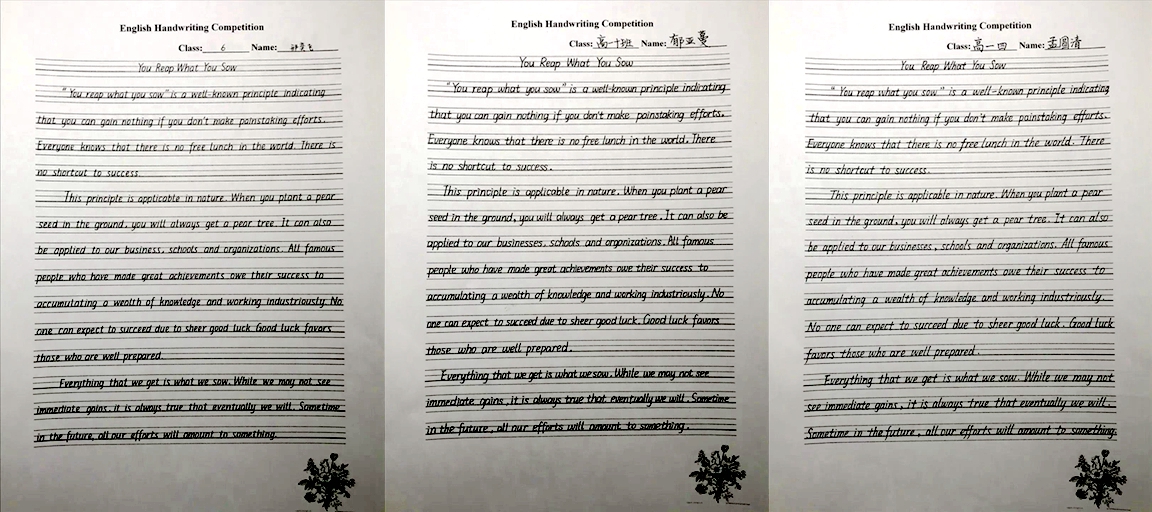 English Handwriting Competition
Class: 6 Name:
You Reap What You Sow
"You reap what you sow" is a well-known principle indicating
that you can gain nothing if you don't make painstaking efforts.
Everyone knows that there is no free lunch in the world. There is
no shortcut to success.
This principle is applicable in nature. When you plant a pear
seed in the ground, you will always get a pear tree. It can also
be applied to our business, schools and organizations. All famous
people who have made great achievements owe their success to
accumulating a wealth of knowledge and working industriously. No
one can expect to succeed due to sheer good luck. Good luck favors
those who are well prepared.
Everything that we get is what we sow. While we may not see
immediate gains, it is always true that eventually we will. Sometime
in the future, all our efforts will amount to something.
English Handwriting Competition
Class: 高一十班 Name: 郁亚蔓
You Reap What You Sow
"You reap what you sow" is a well-known principle indicating
that you can gain nothing if you don't make painstaking efforts.
Everyone knows that there is no free lunch in the world. There
is no shortcut to success.
This principle is applicable in nature. When you plant a pear
seed in the ground, you will always get a pear tree. It can also be
applied to our businesses, schools and organizations. All famous
people who have made great achievements owe their success to
accumulating a wealth of knowledge and working industriously. No
one can expect to succeed due to sheer good luck. Good luck favors
those who are well prepared.
Everything that we get is what we sow. While we may not see
immediate gains, it is always true that eventually we will. Sometime
in the future, all our efforts will amount to something.
English Handwriting Competition
Class: 高一四 Name: 孟圆清
You Reap What You Sow
"You reap what you sow" is a well-known principle indicating
that you can gain nothing if you don't make painstaking efforts.
Everyone knows that there is no free lunch in the world. There
is no shortcut to success.
This principle is applicable in nature. When you plant a pear
seed in the ground, you will always get a pear tree. It can also
be applied to our businesses, schools and organizations. All famous
people who have made great achievements owe their success to
accumulating a wealth of knowledge and working industriously.
No one can expect to succeed due to sheer good luck. Good luck
favors those who are well prepared.
Everything that we get is what we sow. While we may not
see immediate gains, it is always true that eventually we will.
Sometime in the future, all our efforts will amount to something.